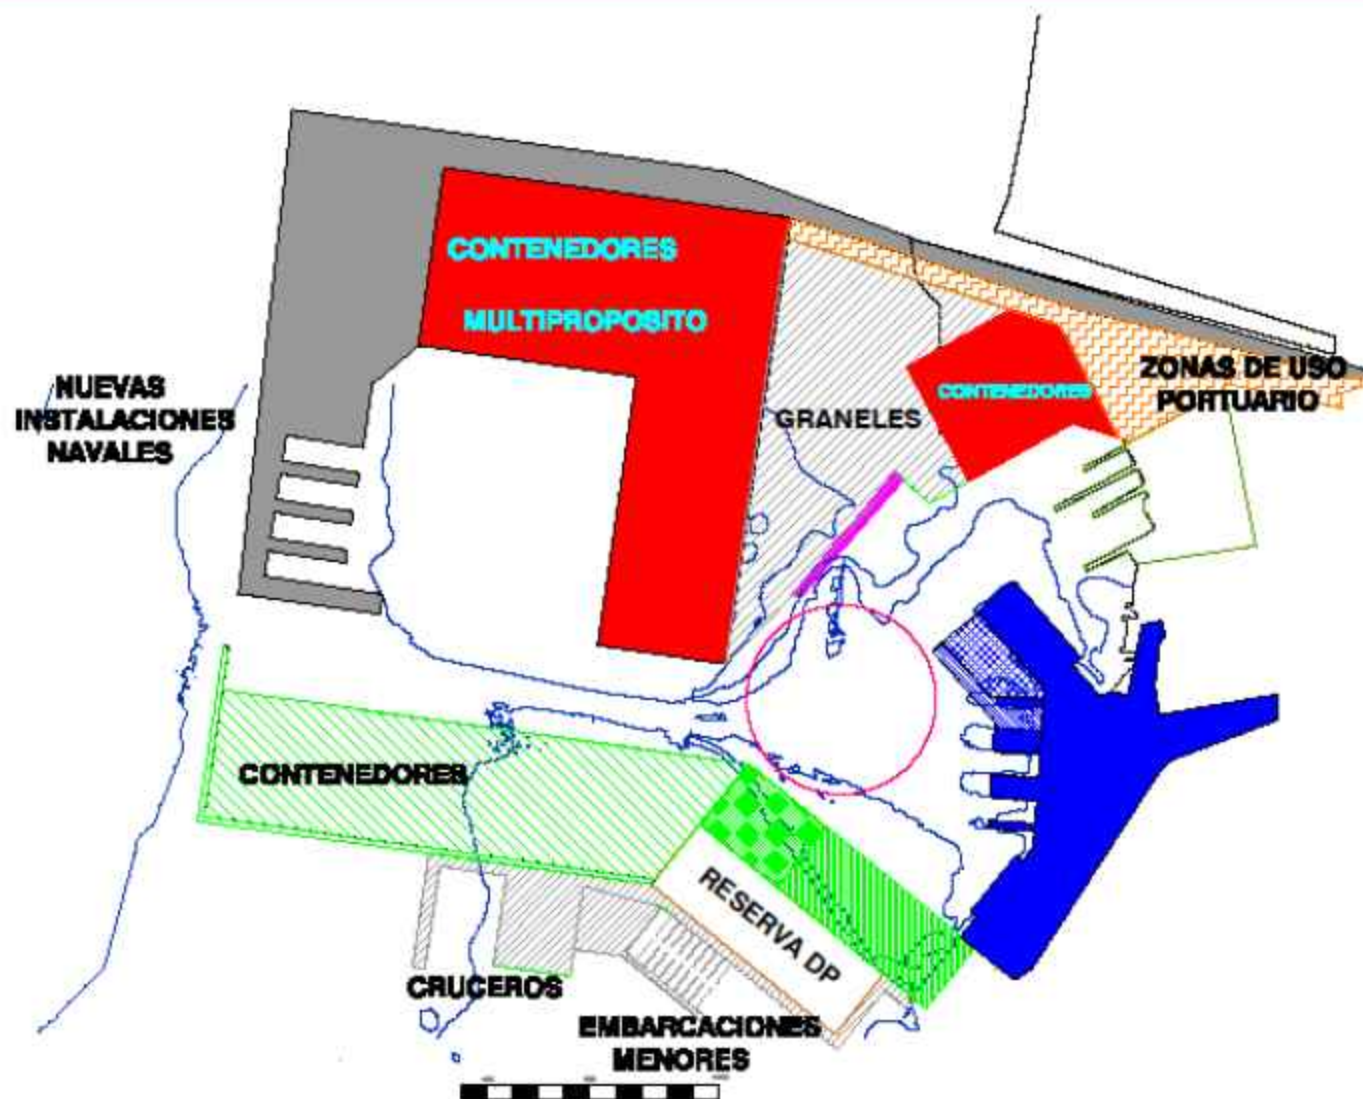 CONTENEDORES
MULTIPROPOSITO
NUEVAS
INSTALACIONES
NAVALES
GRANELES
CONTENEDORES
ZONAS DE USO
PORTUARIO
CONTENEDORES
RESERVA DP
CRUCEROS
EMBARCACIONES
MENORES